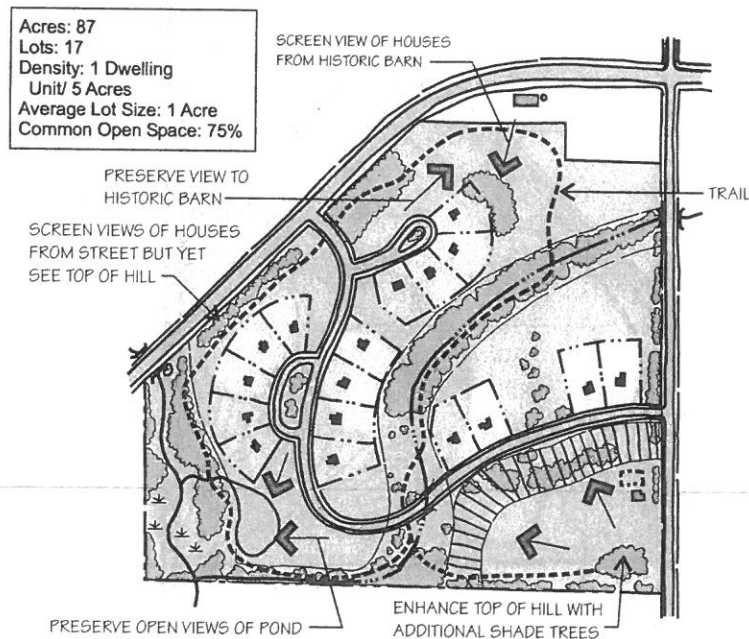 Acres: 87
Lots: 17
Density: 1 Dwelling
Unit/ 5 Acres
Average Lot Size: 1 Acre
Common Open Space: 75%
SCREEN VIEW OF HOUSES
FROM HISTORIC BARN
PRESERVE VIEW TO
HISTORIC BARN
TRAIL
SCREEN VIEWS OF HOUSES
FROM STREET BUT YET
SEE TOP OF HILL
PRESERVE OPEN VIEWS OF POND
ENHANCE TOP OF HILL WITH
ADDITIONAL SHADE TREES